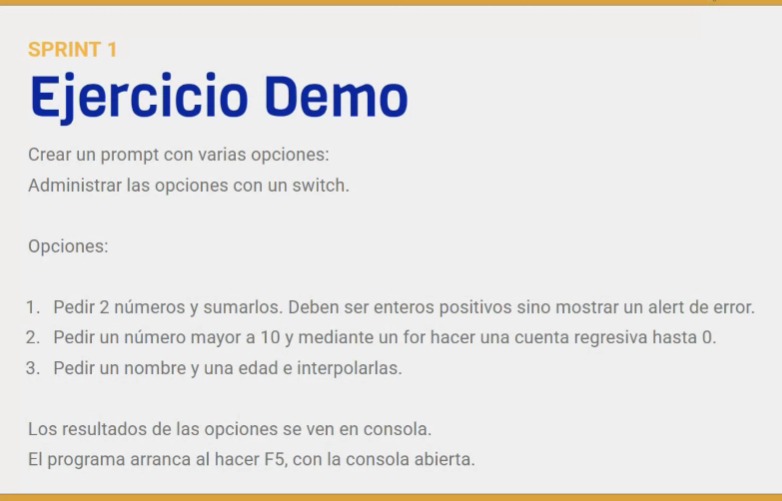 SPRINT 1
Ejercicio Demo
Crear un prompt con varias opciones:
Administrar las opciones con un switch.
Opciones:
1. Pedir 2 números y sumarlos. Deben ser enteros positivos sino mostrar un alert de error.
2. Pedir un número mayor a 10 y mediante un for hacer una cuenta regresiva hasta 0.
3. Pedir un nombre y una edad e interpolarlas.
Los resultados de las opciones se ven en consola.
El programa arranca al hacer F5, con la consola abierta.